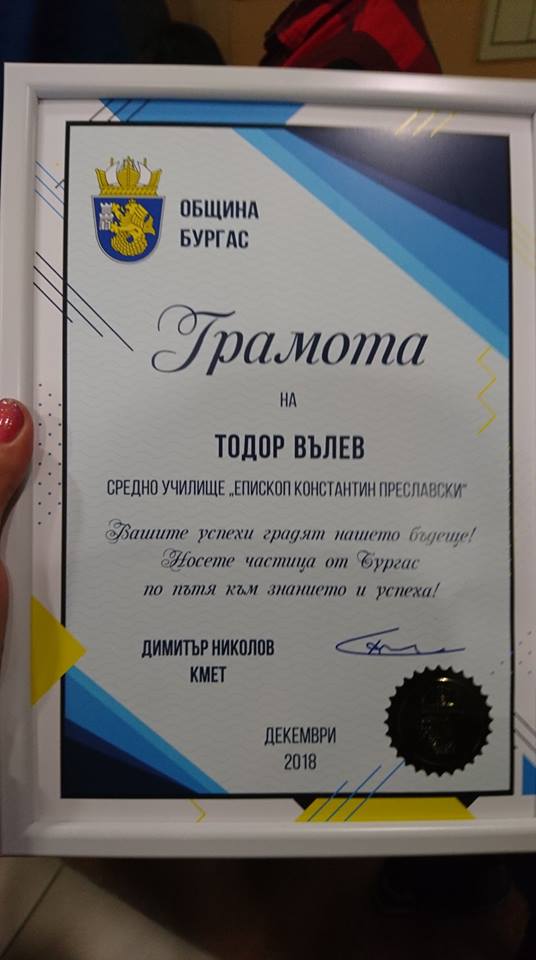 ОБЩИНА
БУРГАС
Грамота
НА
ТОДОР ВЪЛЕВ
СРЕДНО УЧИЛИЩЕ „ЕПИСКОП КОНСТАНТИН ПРЕСЛАВСКИ“
Вашите успехи градят нашето бъдеще!
Носете частица от Бургас
по пътя към знанието и успеха!
ДИМИТЪР НИКОЛОВ
КМЕТ
ДЕКЕМВРИ
2018